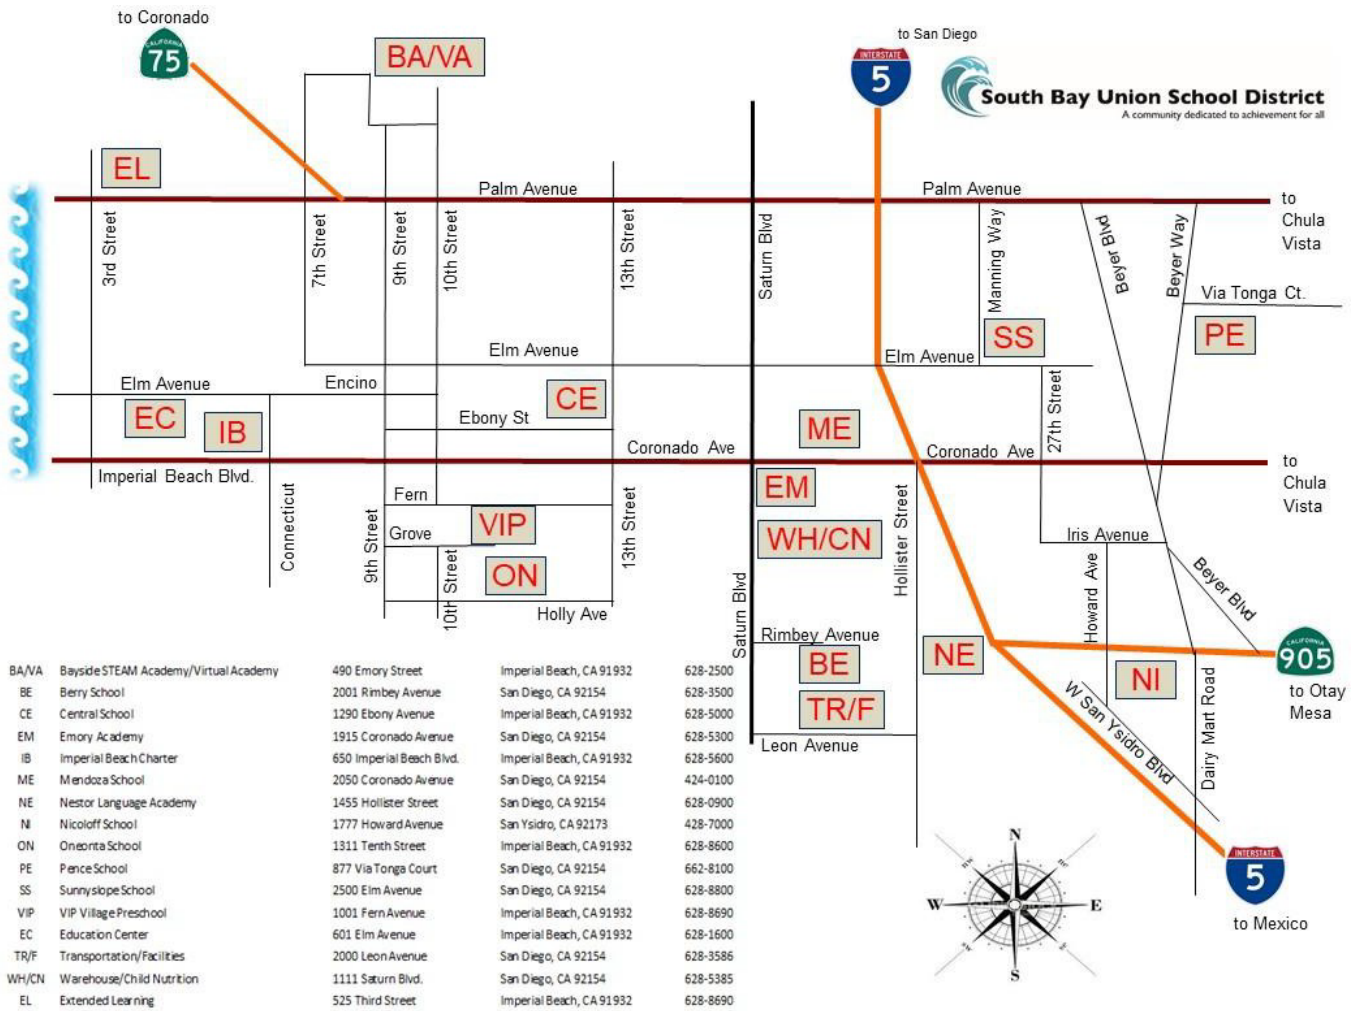 to Coronado
CALIFORNIA
75
BA/VA
to San Diego
INTERSTATE
5
South Bay Union School District
A community dedicated to achievement for all
EL
Palm Avenue
Palm Avenue
to
Chula
Vista
3rd Street
7th Street
9th Street
10th Street
13th Street
Saturn Blvd
Manning Way
Beyer Blvd
Beyer Way
Via Tonga Ct.
SS
PE
Elm Avenue
Elm Avenue
Elm Avenue
Encino
27th Street
EC
IB
CE
Ebony St
ME
Coronado Ave
Coronado Ave
to
Chula
Vista
Imperial Beach Blvd.
Connecticut
Fern
9th Street
Grove
VIP
10th Street
ON
13th Street
Holly Ave
EM
WH/CN
Hollister Street
Saturn Blvd
Iris Avenue
Howard Ave
Beyer Blvd
Rimbey Avenue
BE
NE
TR/F
Leon Avenue
NI
W San Ysidro Blvd
Dairy Mart Road
CALIFORNIA
905
to Otay
Mesa
INTERSTATE
5
to Mexico
BA/VA Bayside STEAM Academy/Virtual Academy 490 Emory Street Imperial Beach, CA 91932 628-2500
BE Berry School 2001 Rimbey Avenue San Diego, CA 92154 628-3500
CE Central School 1290 Ebony Avenue Imperial Beach, CA 91932 628-5000
EM Emory Academy 1915 Coronado Avenue San Diego, CA 92154 628-5300
IB Imperial Beach Charter 650 Imperial Beach Blvd. Imperial Beach, CA 91932 628-5600
ME Mendoza School 2050 Coronado Avenue San Diego, CA 92154 424-0100
NE Nestor Language Academy 1455 Hollister Street San Diego, CA 92154 628-0900
NI Nicoloff School 1777 Howard Avenue San Ysidro, CA 92173 428-7000
ON Oneonta School 1311 Tenth Street Imperial Beach, CA 91932 628-8600
PE Pence School 877 Via Tonga Court San Diego, CA 92154 662-8100
SS Sunnyslope School 2500 Elm Avenue San Diego, CA 92154 628-8800
VIP VIP Village Preschool 1001 Fern Avenue Imperial Beach, CA 91932 628-8690
EC Education Center 601 Elm Avenue Imperial Beach, CA 91932 628-1600
TR/F Transportation/Facilities 2000 Leon Avenue San Diego, CA 92154 628-3586
WH/CN Warehouse/Child Nutrition 1111 Saturn Blvd. San Diego, CA 92154 628-5385
EL Extended Learning 525 Third Street Imperial Beach, CA 91932 628-8690
N
W
E
S